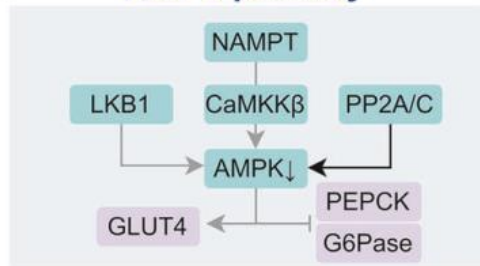 NAMPT
LKB1
CaMKKβ
PP2A/C
AMPK↓
PEPCK
GLUT4
G6Pase